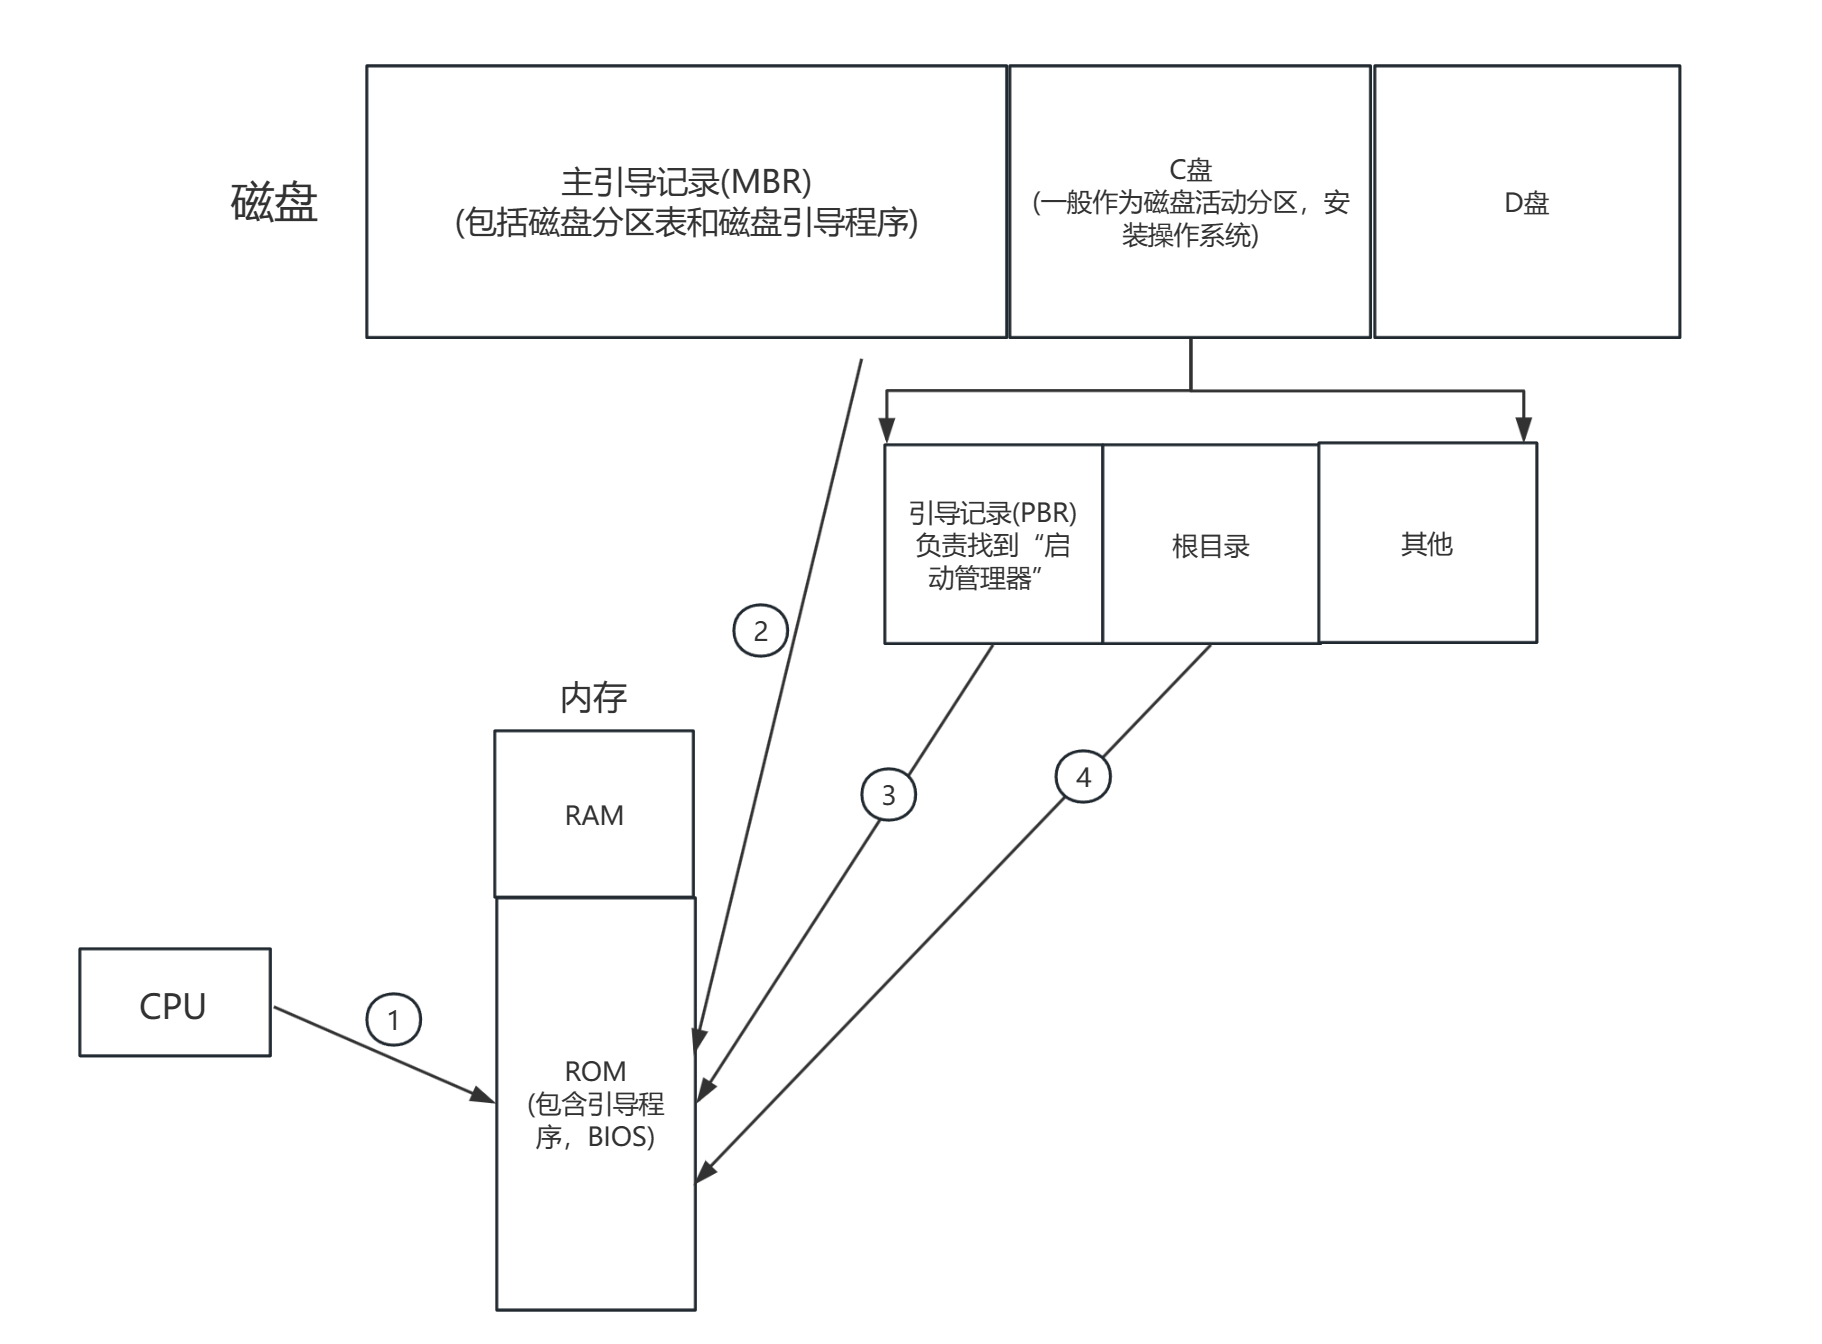 磁盘
主引导记录(MBR)
(包括磁盘分区表和磁盘引导程序)
C盘
(一般作为磁盘活动分区，安
装操作系统)
D盘
引导记录(PBR)
负责找到“启
动管理器”
根目录
其他
2
内存
3
4
RAM
CPU
1
ROM
(包含引导程
序，BIOS)